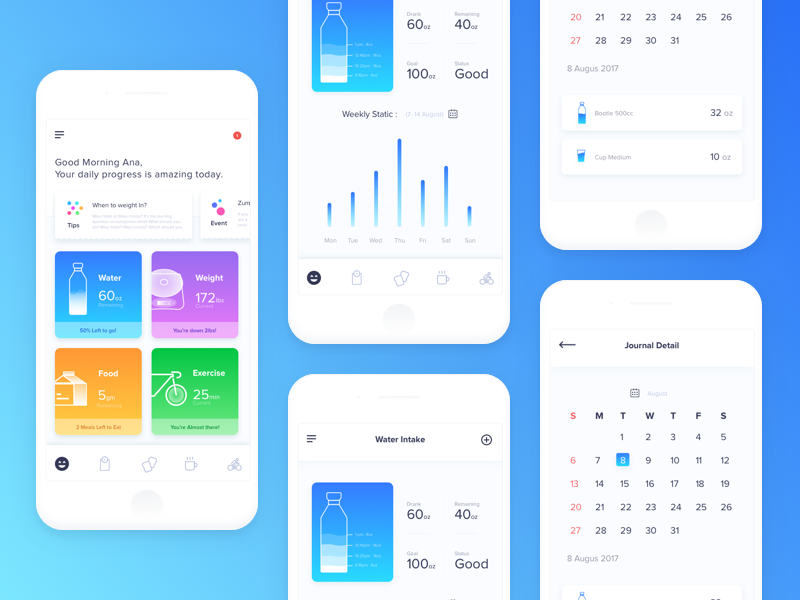 Good Morning Ana,
Your daily progress is amazing today.
Tips
When to weight In?
Event
Zum
Water
60oz
Remaining
50% Left to go!
Weight
172lbs
Current
You're down 2lbs!
Food
5gm
2 Meals Left to Eat
Exercise
25min
Current
You're Almost there!
Drank
60oz
Remaining
40oz
Goal
100oz
Status
Good
Weekly Static :
(7-14 August)
Mon Tue Wed Thu Fri Sat Sun
Water Intake
Drank
60oz
Remaining
40oz
Goal
100oz
Status
Good
20 21 22 23 24 25 26
27 28 29 30 31
8 Augus 2017
Bootle 500cc 32 oz
Cup Medium 10 oz
Journal Detail
August
S M T W T F S
1 2 3 4 5
6 7 8 9 10 11 12
13 14 15 16 17 18 19
20 21 22 23 24 25 26
27 28 29 30 31
8 Augus 2017